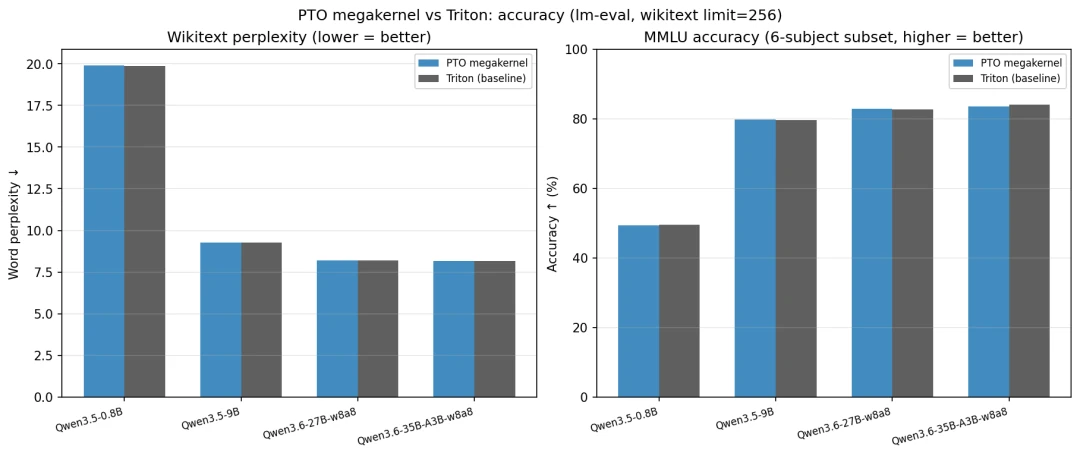 PTO megakernel vs Triton: accuracy (lm-eval, wikitext limit=256)
Wikitext perplexity (lower = better)
Word perplexity ↓
20.0
17.5
15.0
12.5
10.0
7.5
5.0
2.5
0.0
PTO megakernel
Triton (baseline)
Qwen3.5-0.8B
Qwen3.5-9B
Qwen3.6-27B-w8a8
Qwen3.6-35B-A3B-w8a8
MMLU accuracy (6-subject subset, higher = better)
Accuracy ↑ (%)
100
80
60
40
20
0
PTO megakernel
Triton (baseline)
Qwen3.5-0.8B
Qwen3.5-9B
Qwen3.6-27B-w8a8
Qwen3.6-35B-A3B-w8a8